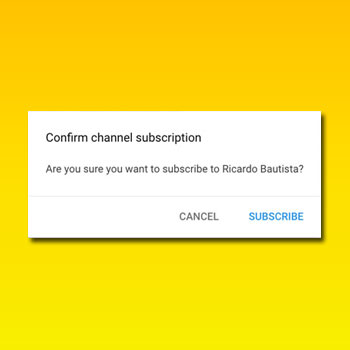 Confirm channel subscription
Are you sure you want to subscribe to Ricardo Bautista?
CANCEL SUBSCRIBE